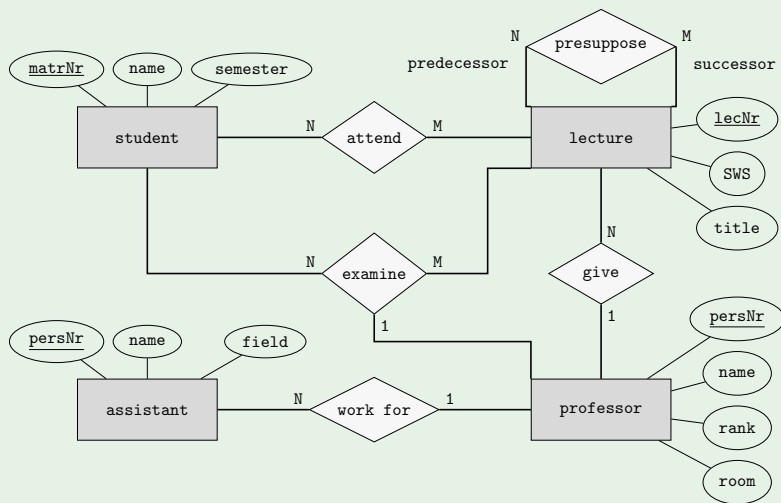 N
presuppose
M
predecessor
successor
matrNr
name
semester
student
N
attend
M
lecture
lecNr
SWS
title
N
examine
M
1
N
give
1
persNr
name
field
assistant
N
work for
1
professor
persNr
name
rank
room